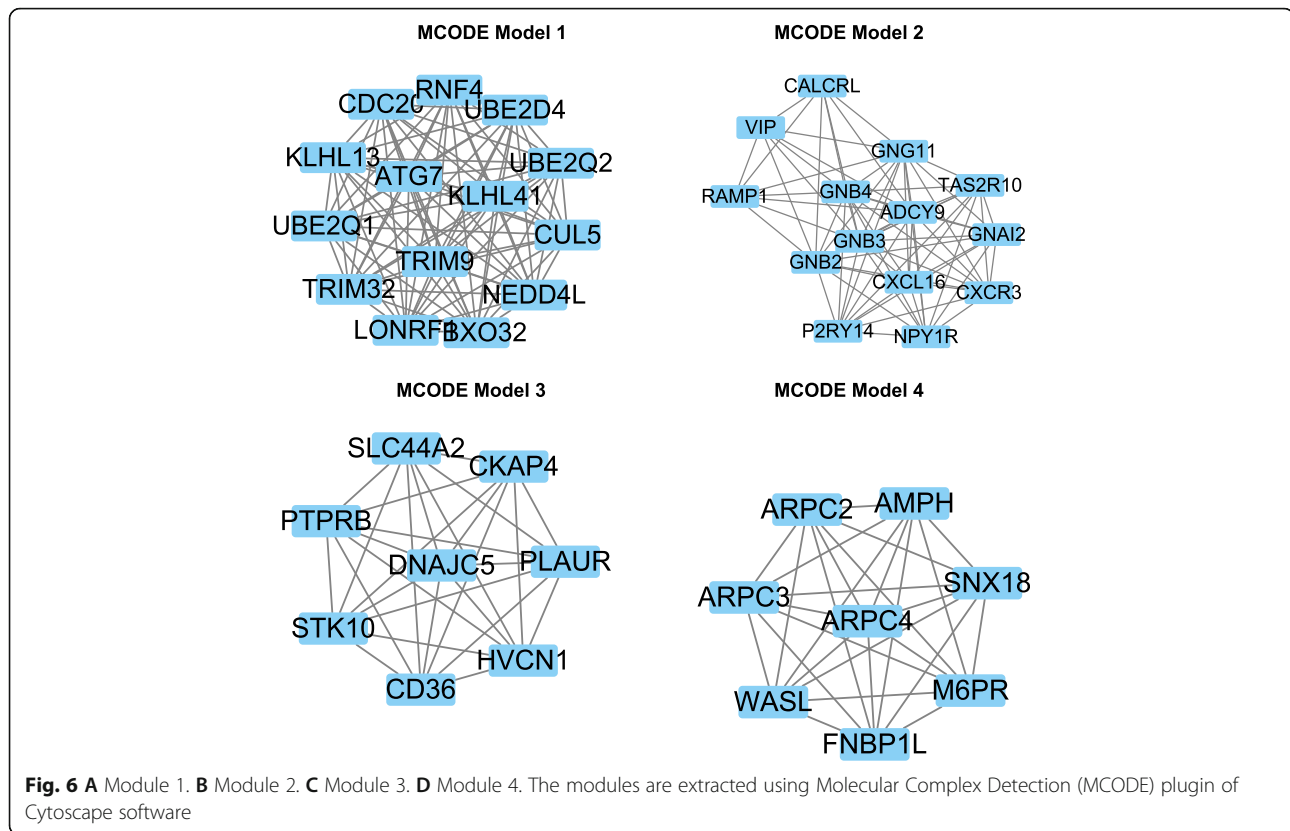 MCODE Model 1
MCODE Model 2
RNF4
CDC20
UBE2D4
KLHL13
UBE2Q2
ATG7
KLHL41
UBE2Q1
CUL5
TRIM9
TRIM32
NEDD4L
LONRF1
BXO32
CALCRL
VIP
GNG11
TAS2R10
RAMP1
GNB4
ADCY9
GNAI2
GNB3
GNB2
CXCL16
CXCR3
P2RY14
NPY1R
MCODE Model 3
MCODE Model 4
SLC44A2
CKAP4
PTPRB
DNAJC5
PLAUR
STK10
HVCN1
CD36
ARPC2
AMPH
SNX18
ARPC3
ARPC4
WASL
M6PR
FNBP1L
Fig. 6 A Module 1. B Module 2. C Module 3. D Module 4. The modules are extracted using Molecular Complex Detection (MCODE) plugin of
Cytoscape software